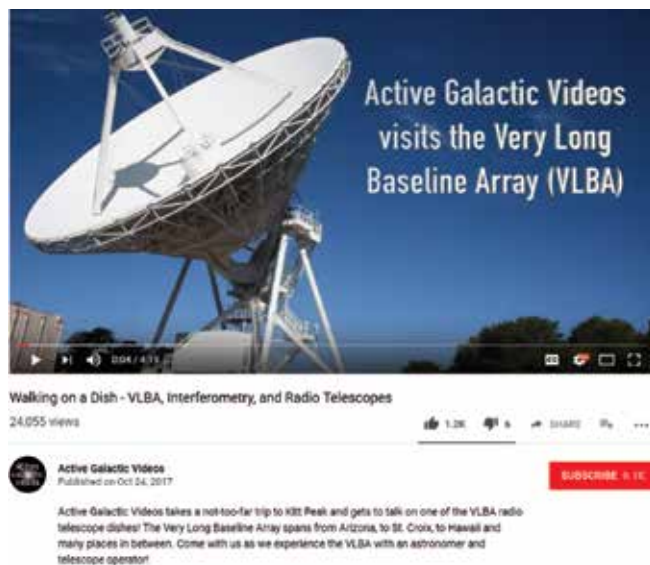 Active Galactic Videos
visits the Very Long
Baseline Array (VLBA)
0:04 / 4:15
Walking on a Dish - VLBA, Interferometry, and Radio Telescopes
24,055 views
1.2K 6 SHARE
Active Galactic Videos
Published on Oct 24, 2017
SUBSCRIBE
Active Galactic Videos takes a not-too-far trip to Kitt Peak and gets to talk on one of the VLBA radio
telescope dishes! The Very Long Baseline Array spans from Arizona, to St. Croix, to Hawaii and
many places in between. Come with us as we experience the VLBA with an astronomer and
telescope operator!